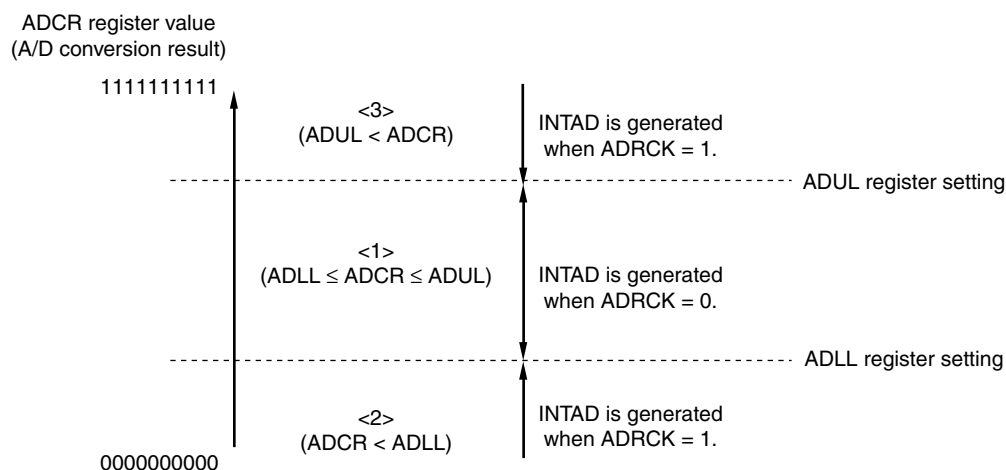 ADCR register value
(A/D conversion result)
1111111111
<3>
(ADUL < ADCR)
INTAD is generated
when ADRCK = 1.
ADUL register setting
<1>
(ADLL ≤ ADCR ≤ ADUL)
INTAD is generated
when ADRCK = 0.
ADLL register setting
<2>
(ADCR < ADLL)
INTAD is generated
when ADRCK = 1.
0000000000